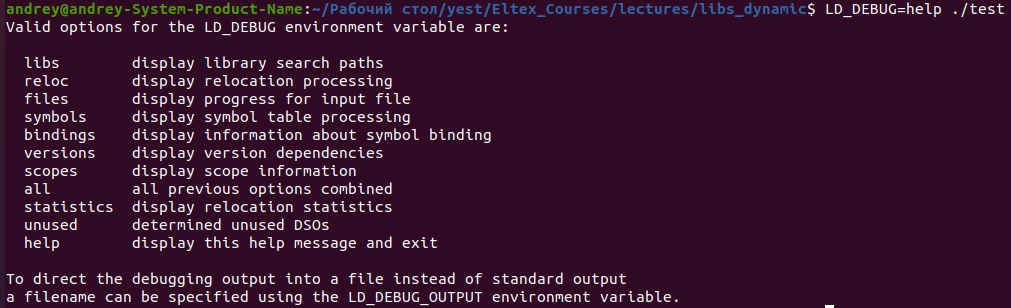 andrey@andrey-System-Product-Name:~/Рабочий стол/yest/Eltex_Courses/lectures/libs_dynamic$ LD_DEBUG=help ./test
Valid options for the LD_DEBUG environment variable are:
libs        display library search paths
reloc       display relocation processing
files       display progress for input file
symbols     display symbol table processing
bindings    display information about symbol binding
versions    display version dependencies
scopes      display scope information
all         all previous options combined
statistics  display relocation statistics
unused      determined unused DSOs
help        display this help message and exit
To direct the debugging output into a file instead of standard output
a filename can be specified using the LD_DEBUG_OUTPUT environment variable.